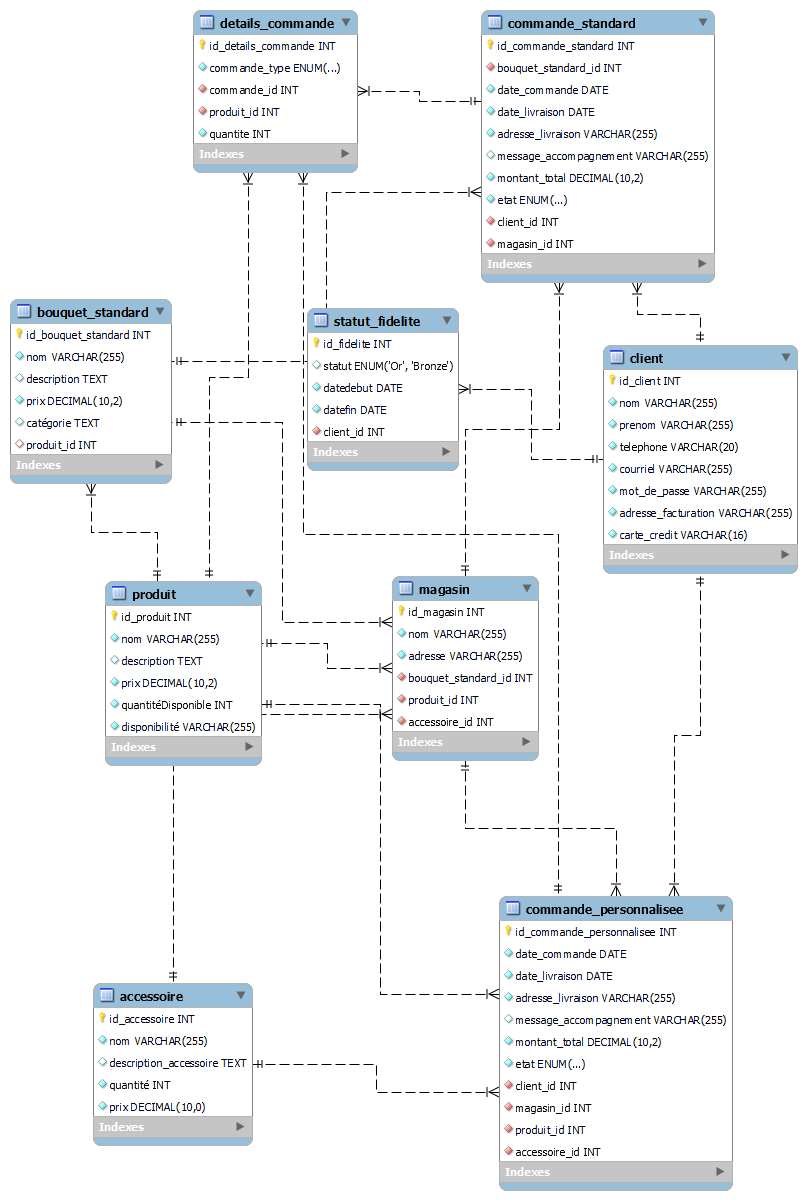 details_commande
id_details_commande INT
commande_type ENUM(...)
commande_id INT
produit_id INT
quantite INT
Indexes
commande_standard
id_commande_standard INT
bouquet_standard_id INT
date_commande DATE
date_livraison DATE
adresse_livraison VARCHAR(255)
message_accompagnement VARCHAR(255)
montant_total DECIMAL(10,2)
etat ENUM(...)
client_id INT
magasin_id INT
Indexes
bouquet_standard
id_bouquet_standard INT
nom VARCHAR(255)
description TEXT
prix DECIMAL(10,2)
catégorie TEXT
produit_id INT
Indexes
statut_fidelite
id_fidelite INT
statut ENUM('Or', 'Bronze')
datedebut DATE
datefin DATE
client_id INT
Indexes
client
id_client INT
nom VARCHAR(255)
prenom VARCHAR(255)
telephone VARCHAR(20)
courriel VARCHAR(255)
mot_de_passe VARCHAR(255)
adresse_facturation VARCHAR(255)
carte_credit VARCHAR(16)
Indexes
produit
id_produit INT
nom VARCHAR(255)
description TEXT
prix DECIMAL(10,2)
quantitéDisponible INT
disponibilité VARCHAR(255)
Indexes
magasin
id_magasin INT
nom VARCHAR(255)
adresse VARCHAR(255)
bouquet_standard_id INT
produit_id INT
accessoire_id INT
Indexes
accessoire
id_accessoire INT
nom VARCHAR(255)
description_accessoire TEXT
quantité INT
prix DECIMAL(10,0)
Indexes
commande_personnalisee
id_commande_personnalisee INT
date_commande DATE
date_livraison DATE
adresse_livraison VARCHAR(255)
message_accompagnement VARCHAR(255)
montant_total DECIMAL(10,2)
etat ENUM(...)
client_id INT
magasin_id INT
produit_id INT
accessoire_id INT
Indexes